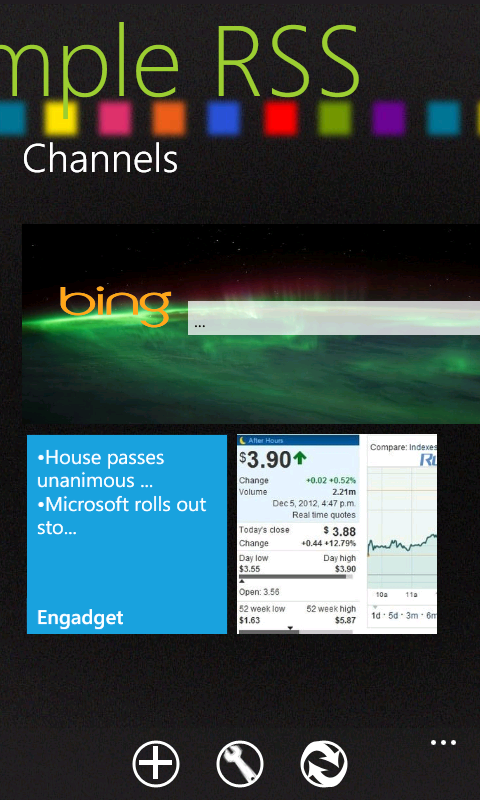 mple RSS
Channels
bing
...
•House passes
unanimous ...
•Microsoft rolls out
sto...
Engadget
After Hours
$3.90
Change +0.02 +0.52%
Volume 2.21m
Dec 5, 2012, 4:47 p.m.
Real time quotes
Today's close $ 3.88
Change +0.44 +12.79%
Day low Day high
$3.55 $3.90
Open: 3.56
52 week low 52 week high
$1.63 $5.87
Compare: Indexes
10a 11a
1d · 5d · 3m · 6m